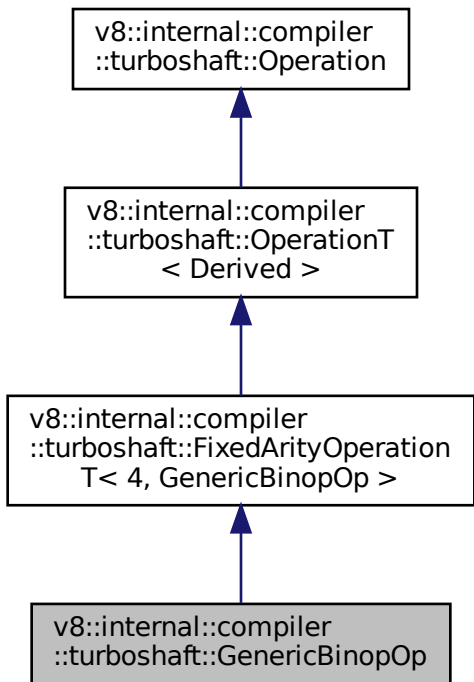 v8::internal::compiler
::turboshaft::Operation
v8::internal::compiler
::turboshaft::OperationT
< Derived >
v8::internal::compiler
::turboshaft::FixedArityOperation
T< 4, GenericBinopOp >
v8::internal::compiler
::turboshaft::GenericBinopOp